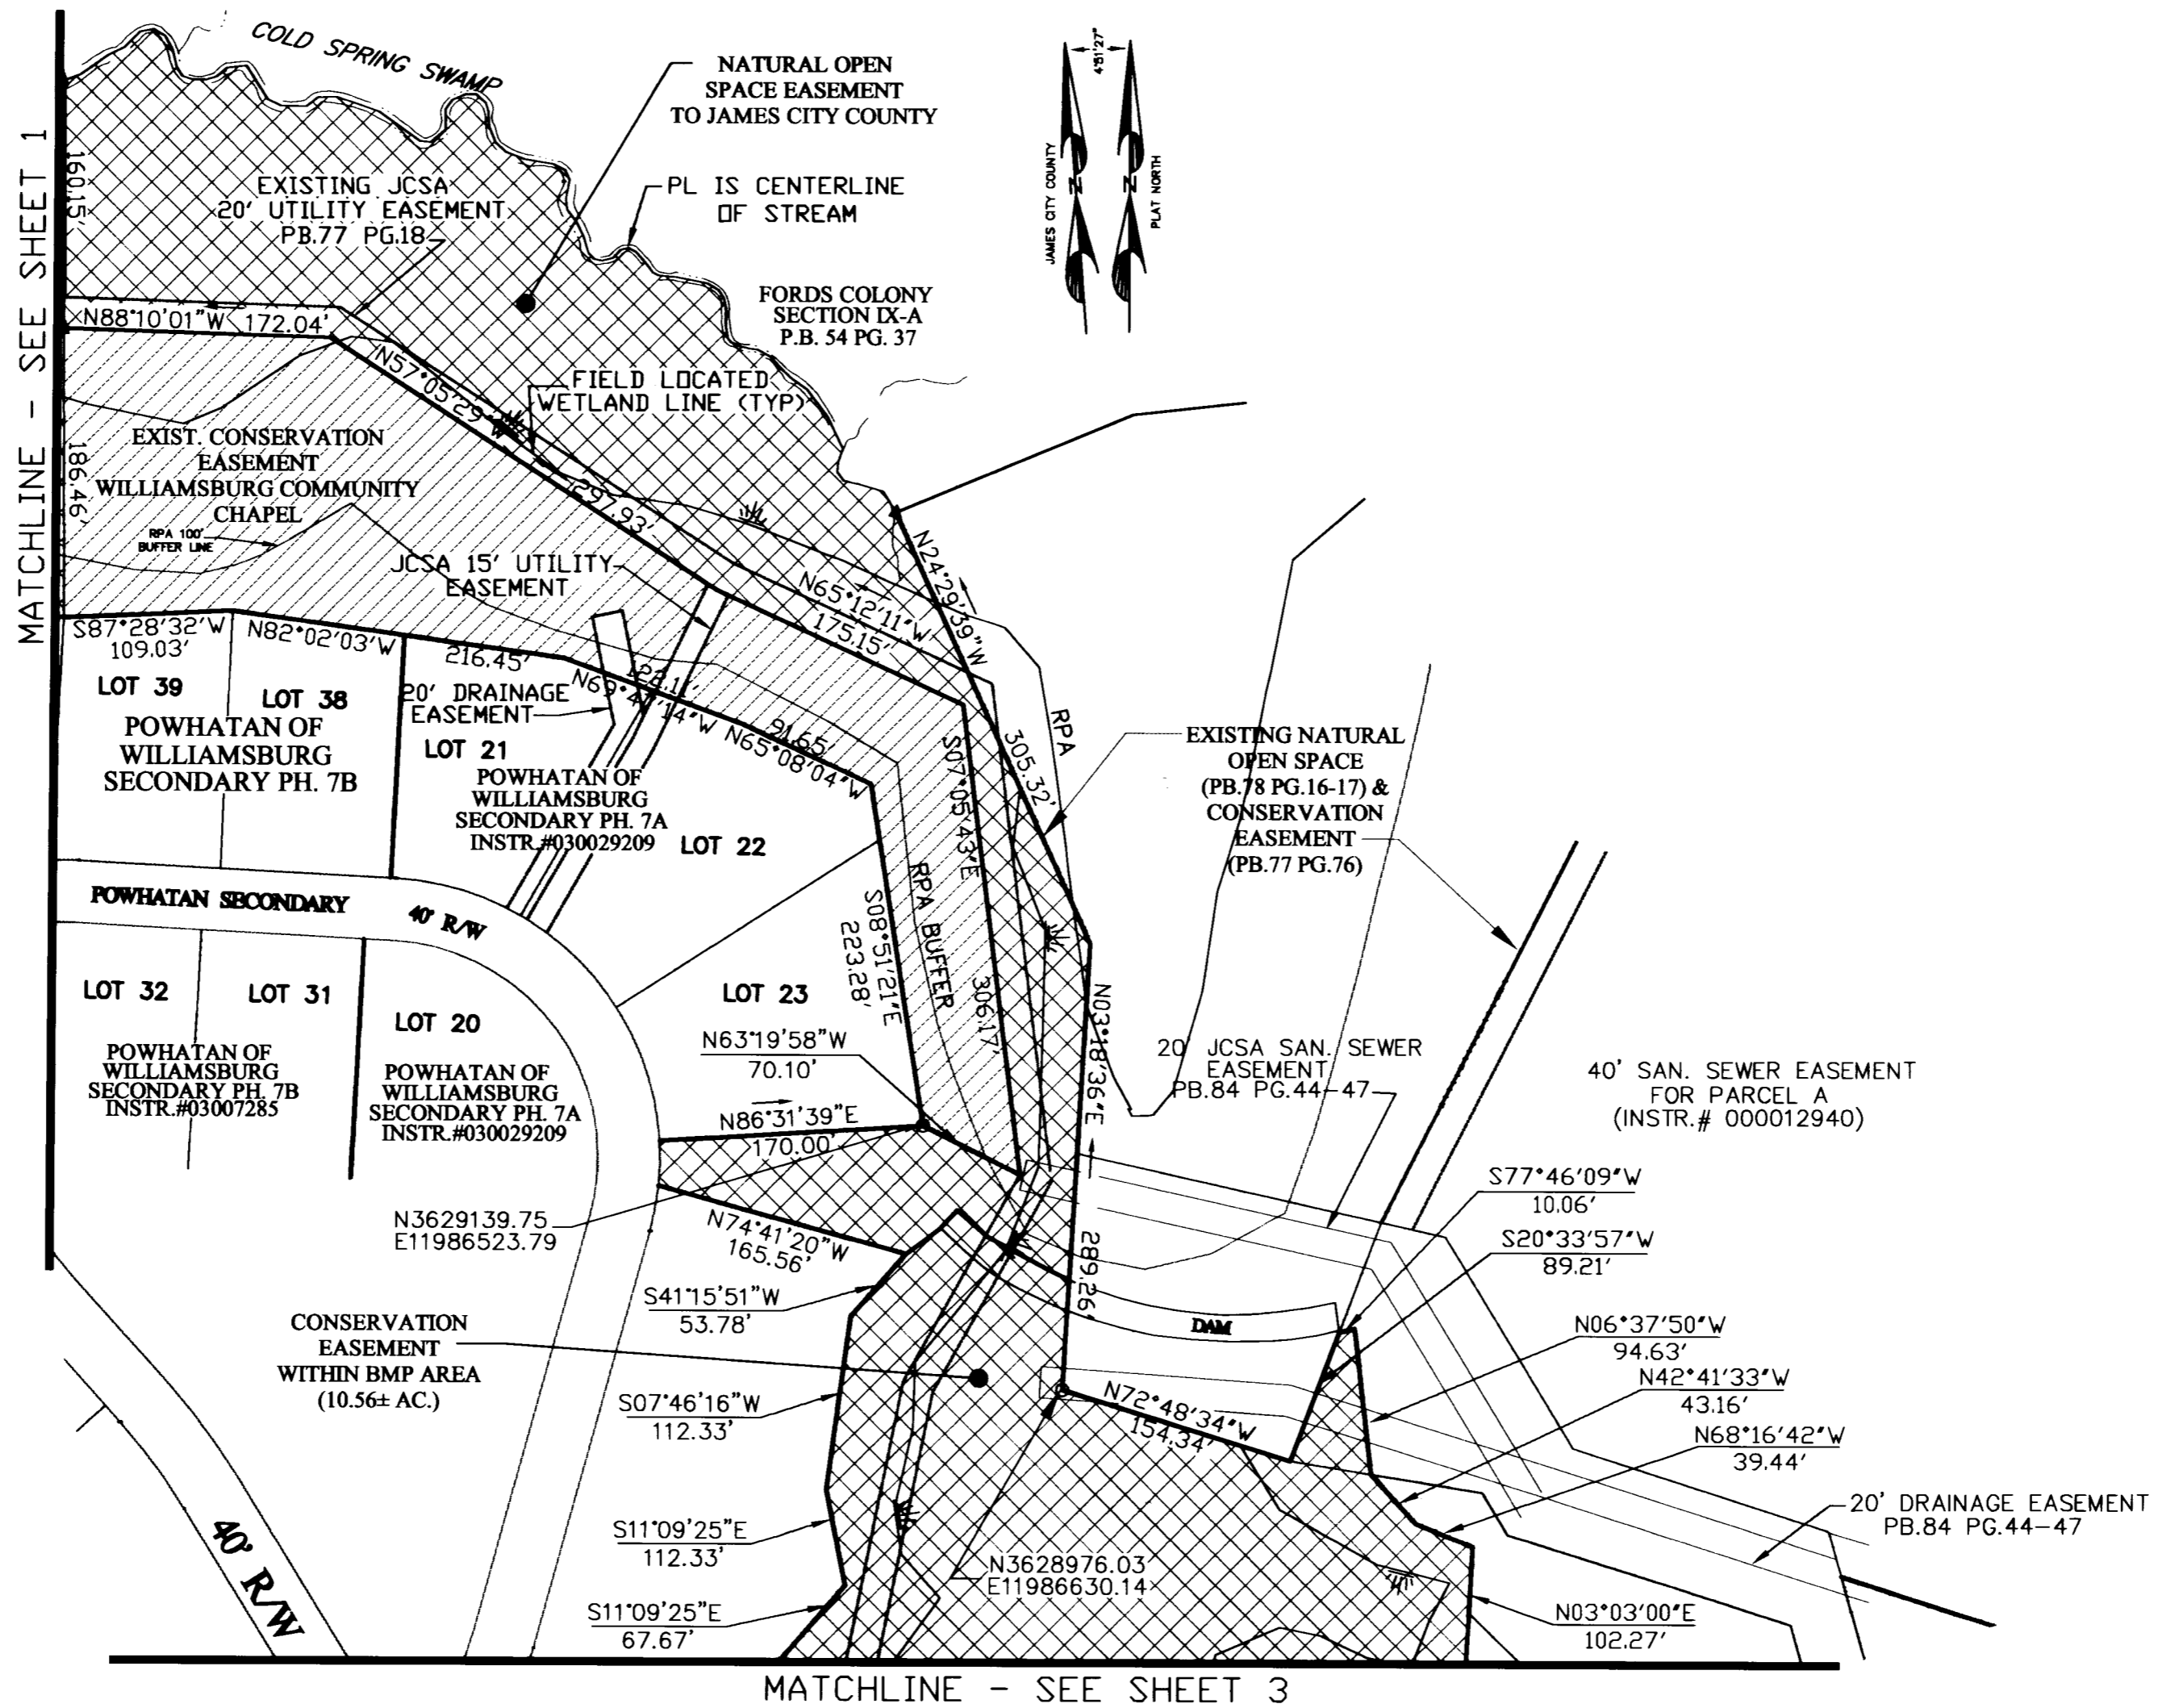 COLD SPRING SWAMP
NATURAL OPEN
SPACE EASEMENT
TO JAMES CITY COUNTY
4°51'27"
JAMES CITY COUNTY
N
N
PLAT NORTH
MATCHLINE - SEE SHEET 1
160.15'
EXISTING JCSA
20' UTILITY EASEMENT
PB.77 PG.18
PL IS CENTERLINE
OF STREAM
FORDS COLONY
SECTION IX-A
P.B. 54 PG. 37
N88°10'01"W 172.04'
N57°05'29"W
297.93'
FIELD LOCATED
WETLAND LINE (TYP)
186.46'
EXIST. CONSERVATION
EASEMENT
WILLIAMSBURG COMMUNITY
CHAPEL
RPA 100'
BUFFER LINE
JCSA 15' UTILITY
EASEMENT
N24°29'39"W
305.32'
N65°12'11"W
175.15'
S87°28'32'W
109.03'
N82°02'03'W
216.45'
LOT 39
LOT 38
POWHATAN OF
WILLIAMSBURG
SECONDARY PH. 7B
20' DRAINAGE
EASEMENT
128.11'
N69°47'14"W
91.65'
N65°08'04"W
RPA
LOT 21
POWHATAN OF
WILLIAMSBURG
SECONDARY PH. 7A
INSTR.#030029209
LOT 22
S07°05'43"E
306.17'
EXISTING NATURAL
OPEN SPACE
(PB.78 PG.16-17) &
CONSERVATION
EASEMENT
(PB.77 PG.76)
RPA BUFFER
S08°51'21"E
223.28'
POWHATAN SECONDARY 40' R/W
LOT 32
LOT 31
LOT 20
LOT 23
POWHATAN OF
WILLIAMSBURG
SECONDARY PH. 7B
INSTR.#03007285
POWHATAN OF
WILLIAMSBURG
SECONDARY PH. 7A
INSTR.#030029209
N63°19'58"W
70.10'
N03°18'36"E
289.26'
20' JCSA SAN. SEWER
EASEMENT
PB.84 PG.44-47
40' SAN. SEWER EASEMENT
FOR PARCEL A
(INSTR.# 000012940)
N86°31'39"E
170.00'
N3629139.75
E11986523.79
N74°41'20"W
165.56'
S77°46'09"W
10.06'
S20°33'57"W
89.21'
S41°15'51"W
53.78'
DAM
CONSERVATION
EASEMENT
WITHIN BMP AREA
(10.56± AC.)
N06°37'50"W
94.63'
N42°41'33"W
43.16'
S07°46'16"W
112.33'
N72°48'34"W
154.34'
N68°16'42"W
39.44'
20' DRAINAGE EASEMENT
PB.84 PG.44-47
S11°09'25"E
112.33'
40' R/W
N3628976.03
E11986630.14
S11°09'25"E
67.67'
N03°03'00"E
102.27'
MATCHLINE - SEE SHEET 3